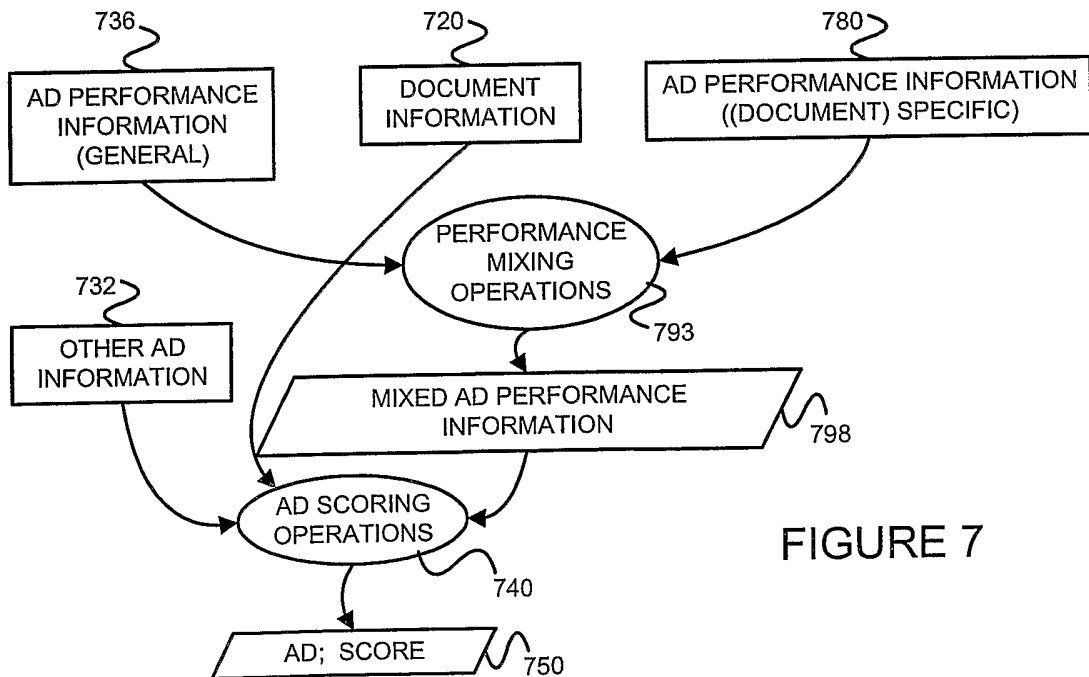 736
720
780
AD PERFORMANCE
INFORMATION
(GENERAL)
DOCUMENT
INFORMATION
AD PERFORMANCE INFORMATION
((DOCUMENT) SPECIFIC)
PERFORMANCE
MIXING
OPERATIONS
793
732
OTHER AD
INFORMATION
MIXED AD PERFORMANCE
INFORMATION
798
AD SCORING
OPERATIONS
740
FIGURE 7
AD; SCORE
750